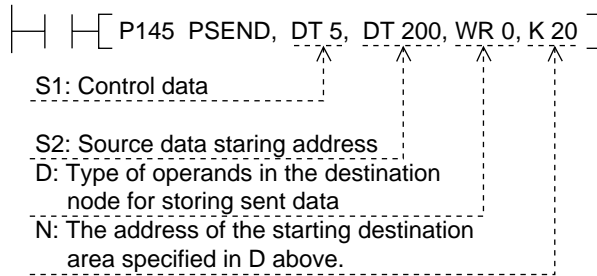 P145 PSEND, DT 5, DT 200, WR 0, K 20
S1: Control data
S2: Source data staring address
D: Type of operands in the destination
node for storing sent data
N: The address of the starting destination
area specified in D above.